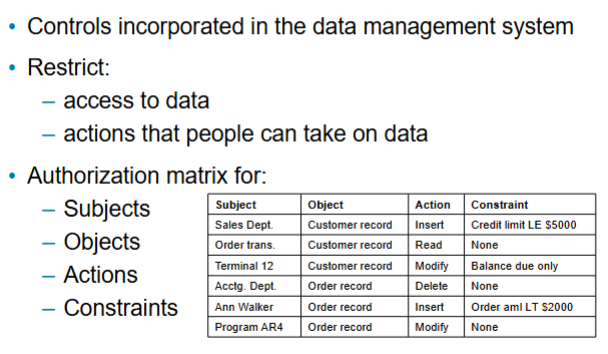 • Controls incorporated in the data management system
• Restrict:
– access to data
– actions that people can take on data
• Authorization matrix for:
– Subjects
– Objects
– Actions
– Constraints
Subject Object Action Constraint
Sales Dept. Customer record Insert Credit limit LE $5000
Order trans. Customer record Read None
Terminal 12 Customer record Modify Balance due only
Acctg. Dept. Order record Delete None
Ann Walker Order record Insert Order aml LT $2000
Program AR4 Order record Modify None